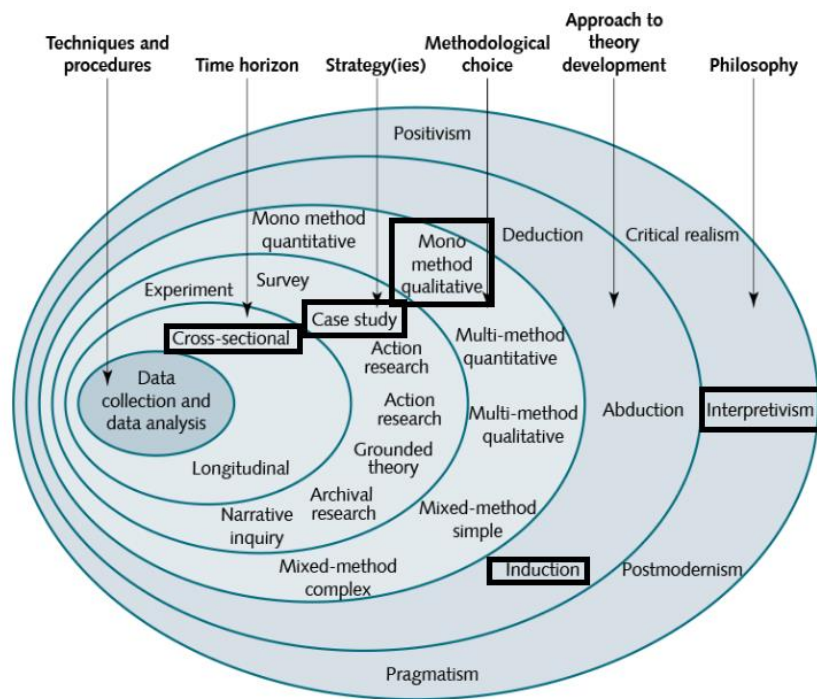 Techniques and
procedures
Time horizon
Strategy(ies)
Methodological
choice
Approach to
theory
development
Philosophy
Positivism
Mono method
quantitative
Mono
method
qualitative
Deduction
Critical realism
Survey
Experiment
Case study
Cross-sectional
Action
research
Multi-method
quantitative
Data
collection and
data analysis
Action
research
Multi-method
qualitative
Abduction
Interpretivism
Grounded
theory
Longitudinal
Archival
research
Narrative
inquiry
Mixed-method
simple
Mixed-method
complex
Induction
Postmodernism
Pragmatism